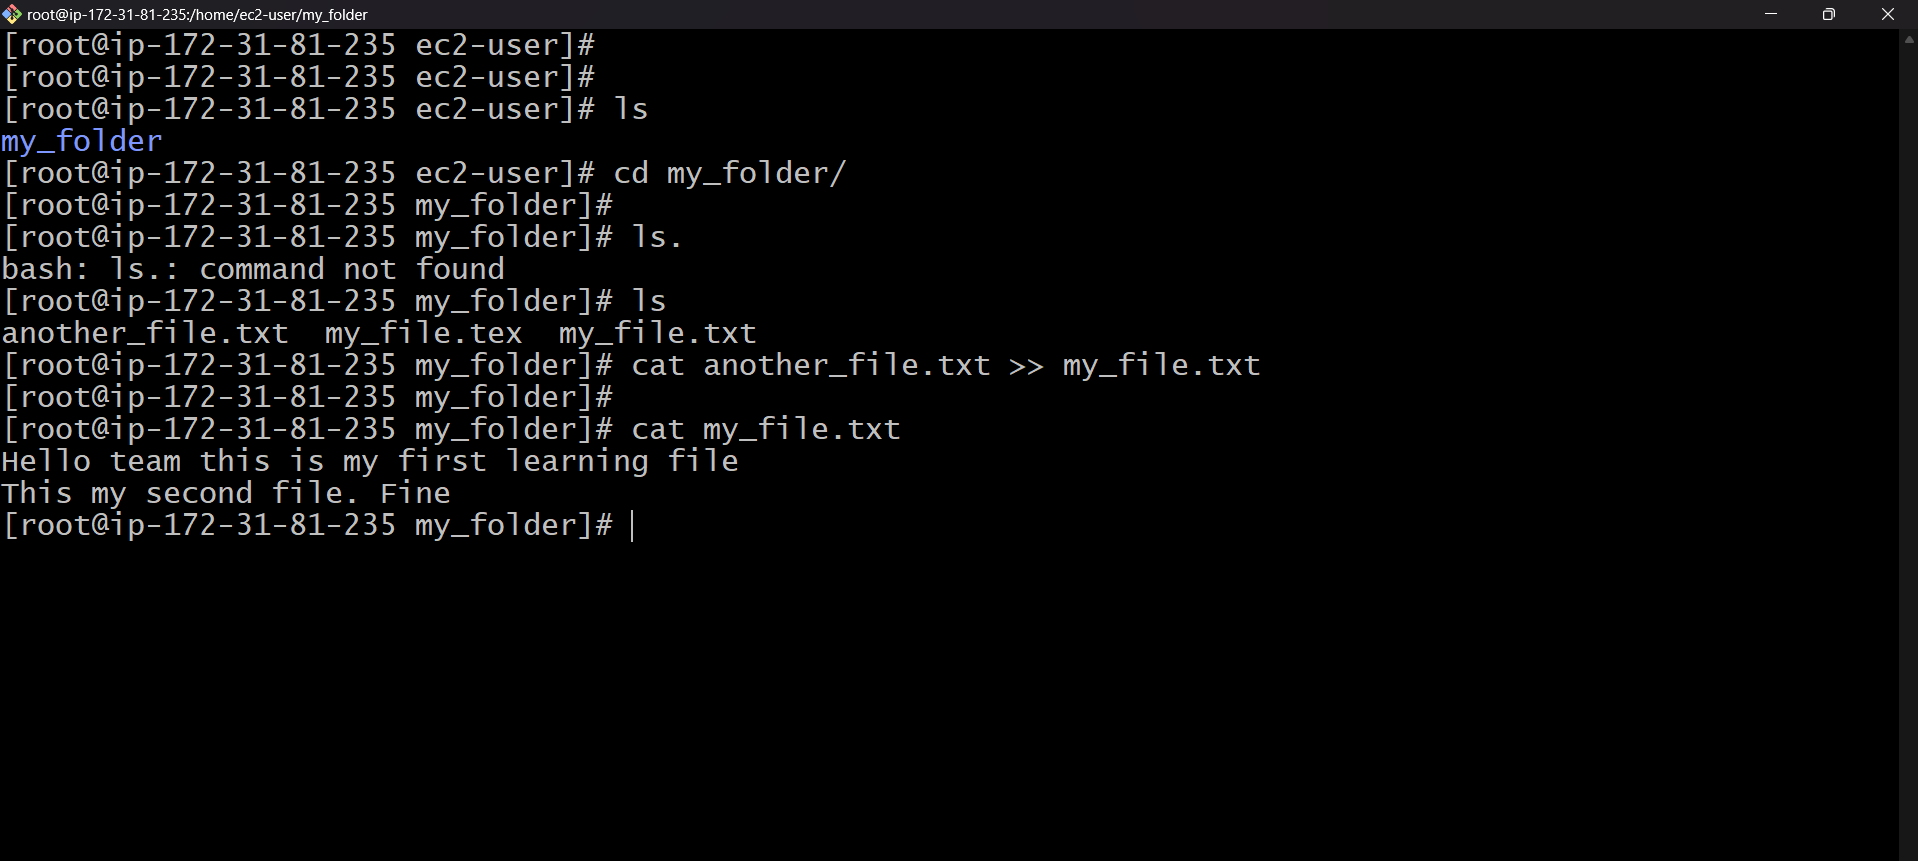 root@ip-172-31-81-235:/home/ec2-user/my_folder
[root@ip-172-31-81-235 ec2-user]#
[root@ip-172-31-81-235 ec2-user]#
[root@ip-172-31-81-235 ec2-user]# ls
my_folder
[root@ip-172-31-81-235 ec2-user]# cd my_folder/
[root@ip-172-31-81-235 my_folder]#
[root@ip-172-31-81-235 my_folder]# ls.
bash: ls.: command not found
[root@ip-172-31-81-235 my_folder]# ls
another_file.txt  my_file.tex  my_file.txt
[root@ip-172-31-81-235 my_folder]# cat another_file.txt >> my_file.txt
[root@ip-172-31-81-235 my_folder]#
[root@ip-172-31-81-235 my_folder]# cat my_file.txt
Hello team this is my first learning file
This my second file. Fine
[root@ip-172-31-81-235 my_folder]#